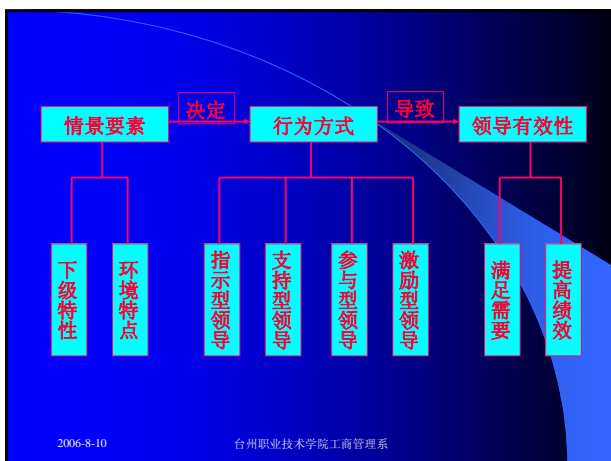 决定
导致
情景要素
行为方式
领导有效性
下级特性
环境特点
指示型领导
支持型领导
参与型领导
激励型领导
满足需要
提高绩效
2006-8-10
台州职业技术学院工商管理系